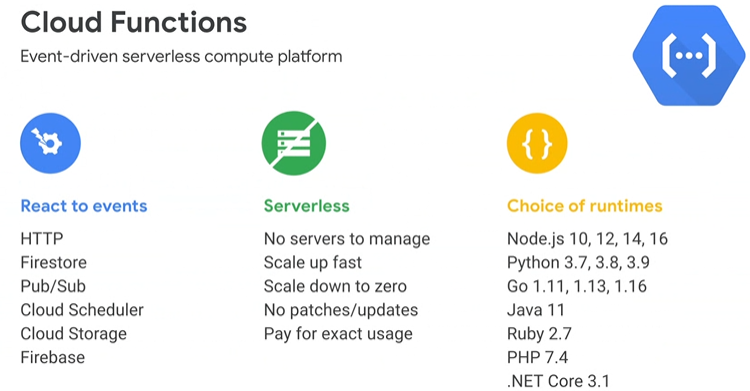 Cloud Functions
Event-driven serverless compute platform
React to events
HTTP
Firestore
Pub/Sub
Cloud Scheduler
Cloud Storage
Firebase
Serverless
No servers to manage
Scale up fast
Scale down to zero
No patches/updates
Pay for exact usage
Choice of runtimes
Node.js 10, 12, 14, 16
Python 3.7, 3.8, 3.9
Go 1.11, 1.13, 1.16
Java 11
Ruby 2.7
PHP 7.4
.NET Core 3.1